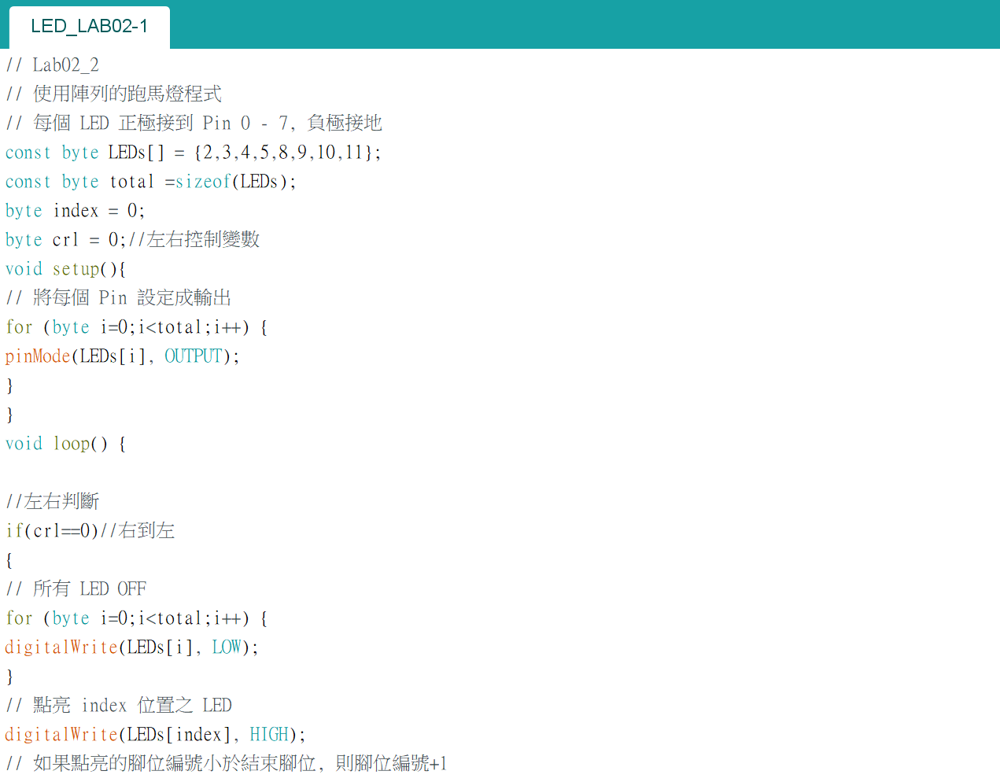 LED_LAB02-1
// Lab02_2
// 使用陣列的跑馬燈程式
// 每個 LED 正極接到 Pin 0 - 7, 負極接地
const byte LEDs[] = {2,3,4,5,8,9,10,11};
const byte total =sizeof(LEDs);
byte index = 0;
byte crl = 0;//左右控制變數
void setup(){
// 將每個 Pin 設定成輸出
for (byte i=0;i<total;i++) {
pinMode(LEDs[i], OUTPUT);
}
}
void loop() {
//左右判斷
if(crl==0)//右到左
{
// 所有 LED OFF
for (byte i=0;i<total;i++) {
digitalWrite(LEDs[i], LOW);
}
// 點亮 index 位置之 LED
digitalWrite(LEDs[index], HIGH);
// 如果點亮的腳位編號小於結束腳位, 則腳位編號+1